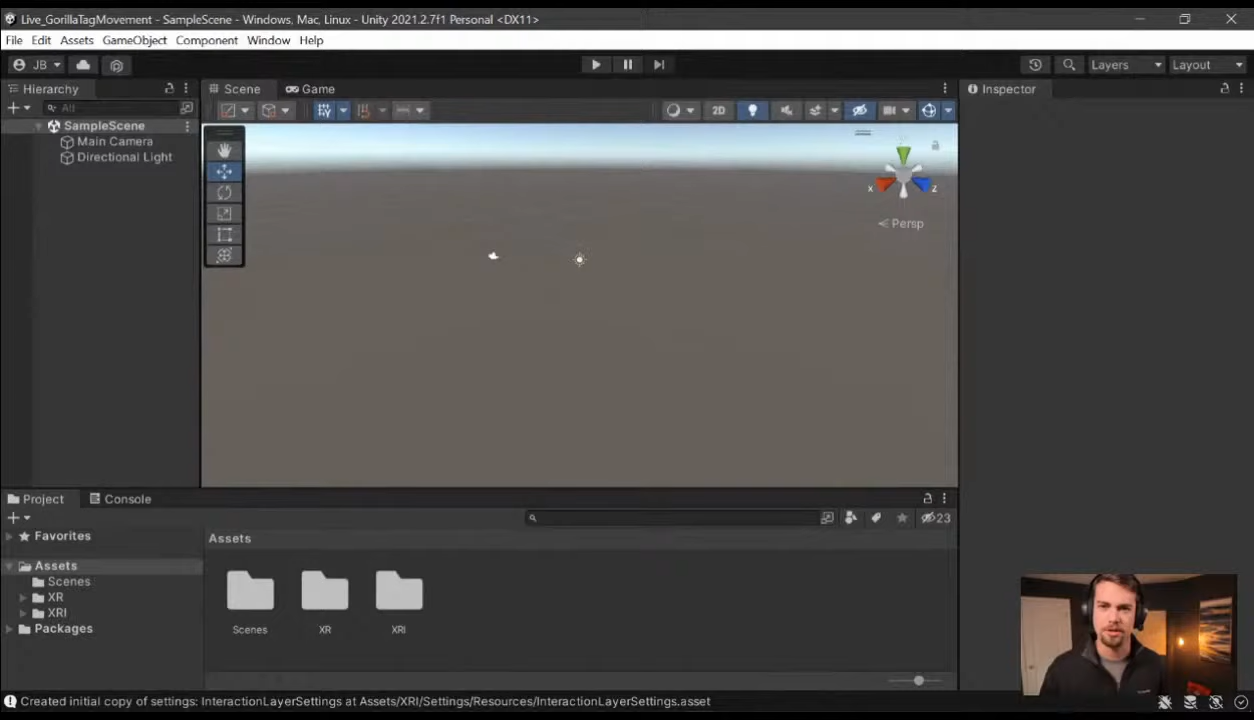 Live_GorillaTagMovement - SampleScene - Windows, Mac, Linux - Unity 2021.2.7f1 Personal <DX11>
File Edit Assets GameObject Component Window Help
JB Layers Layout
Hierarchy
All
SampleScene
Main Camera
Directional Light
Scene Game
2D
x z
Persp
Inspector
Project Console
23
Favorites
Assets
Scenes
XR
XRI
Packages
Assets
Scenes XR XRI
Created initial copy of settings: InteractionLayerSettings at Assets/XRI/Settings/Resources/InteractionLayerSettings.asset